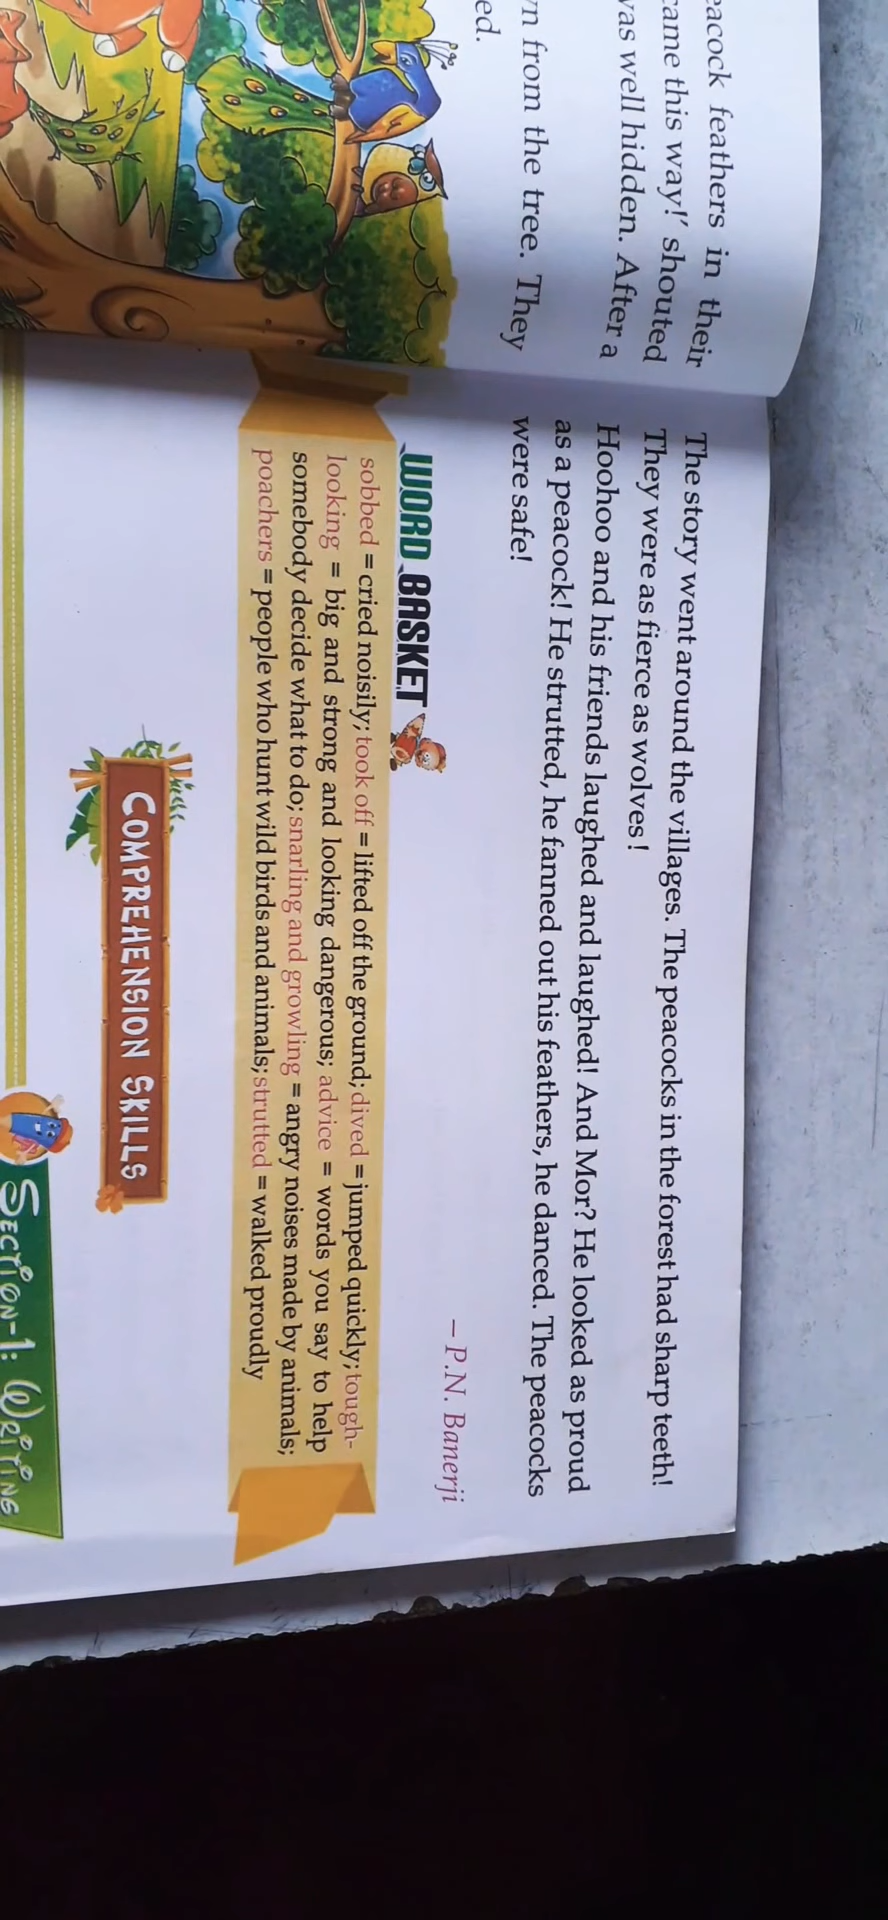 eacock feathers in their
came this way!' shouted
was well hidden. After a
from the tree. They
The story went around the villages. The peacocks in the forest had sharp teeth!
They were as fierce as wolves!
Hoohoo and his friends laughed and laughed! And Mor? He looked as proud
as a peacock! He strutted, he fanned out his feathers, he danced. The peacocks
were safe!
– P.N. Banerji
WORD BASKET
sobbed = cried noisily; took off = lifted off the ground; dived = jumped quickly; tough-
looking = big and strong and looking dangerous; advice = words you say to help
somebody decide what to do; snarling and growling = angry noises made by animals;
poachers = people who hunt wild birds and animals; strutted = walked proudly
COMPREHENSION SKILLS
SECTION-1: WRITING